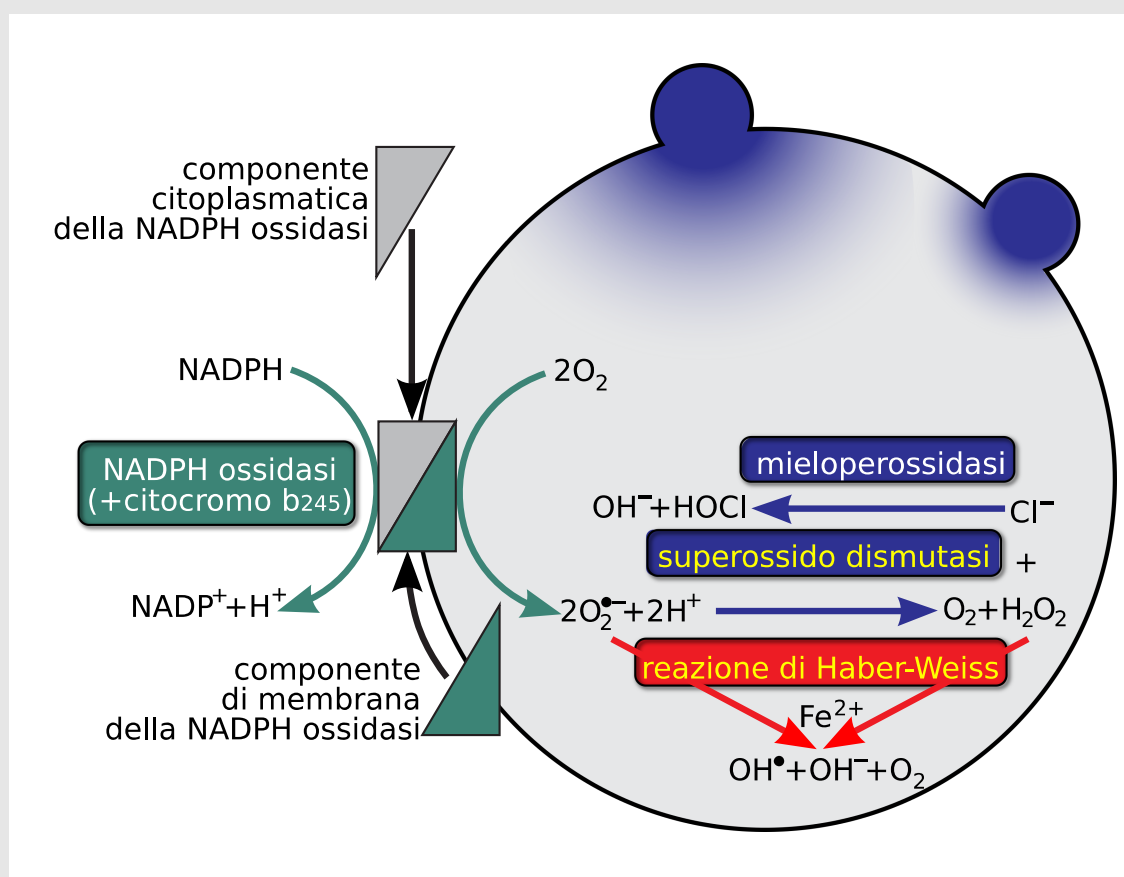 componente
citoplasmatica
della NADPH ossidasi
NADPH
2O₂
NADPH ossidasi
(+citocromo b₂₄₅)
mieloperossidasi
OH⁻+HOCl
Cl⁻
superossido dismutasi
+
NADP⁺+H⁺
2O₂•⁻+2H⁺
O₂+H₂O₂
reazione di Haber-Weiss
componente
di membrana
della NADPH ossidasi
Fe²⁺
OH•+OH⁻+O₂